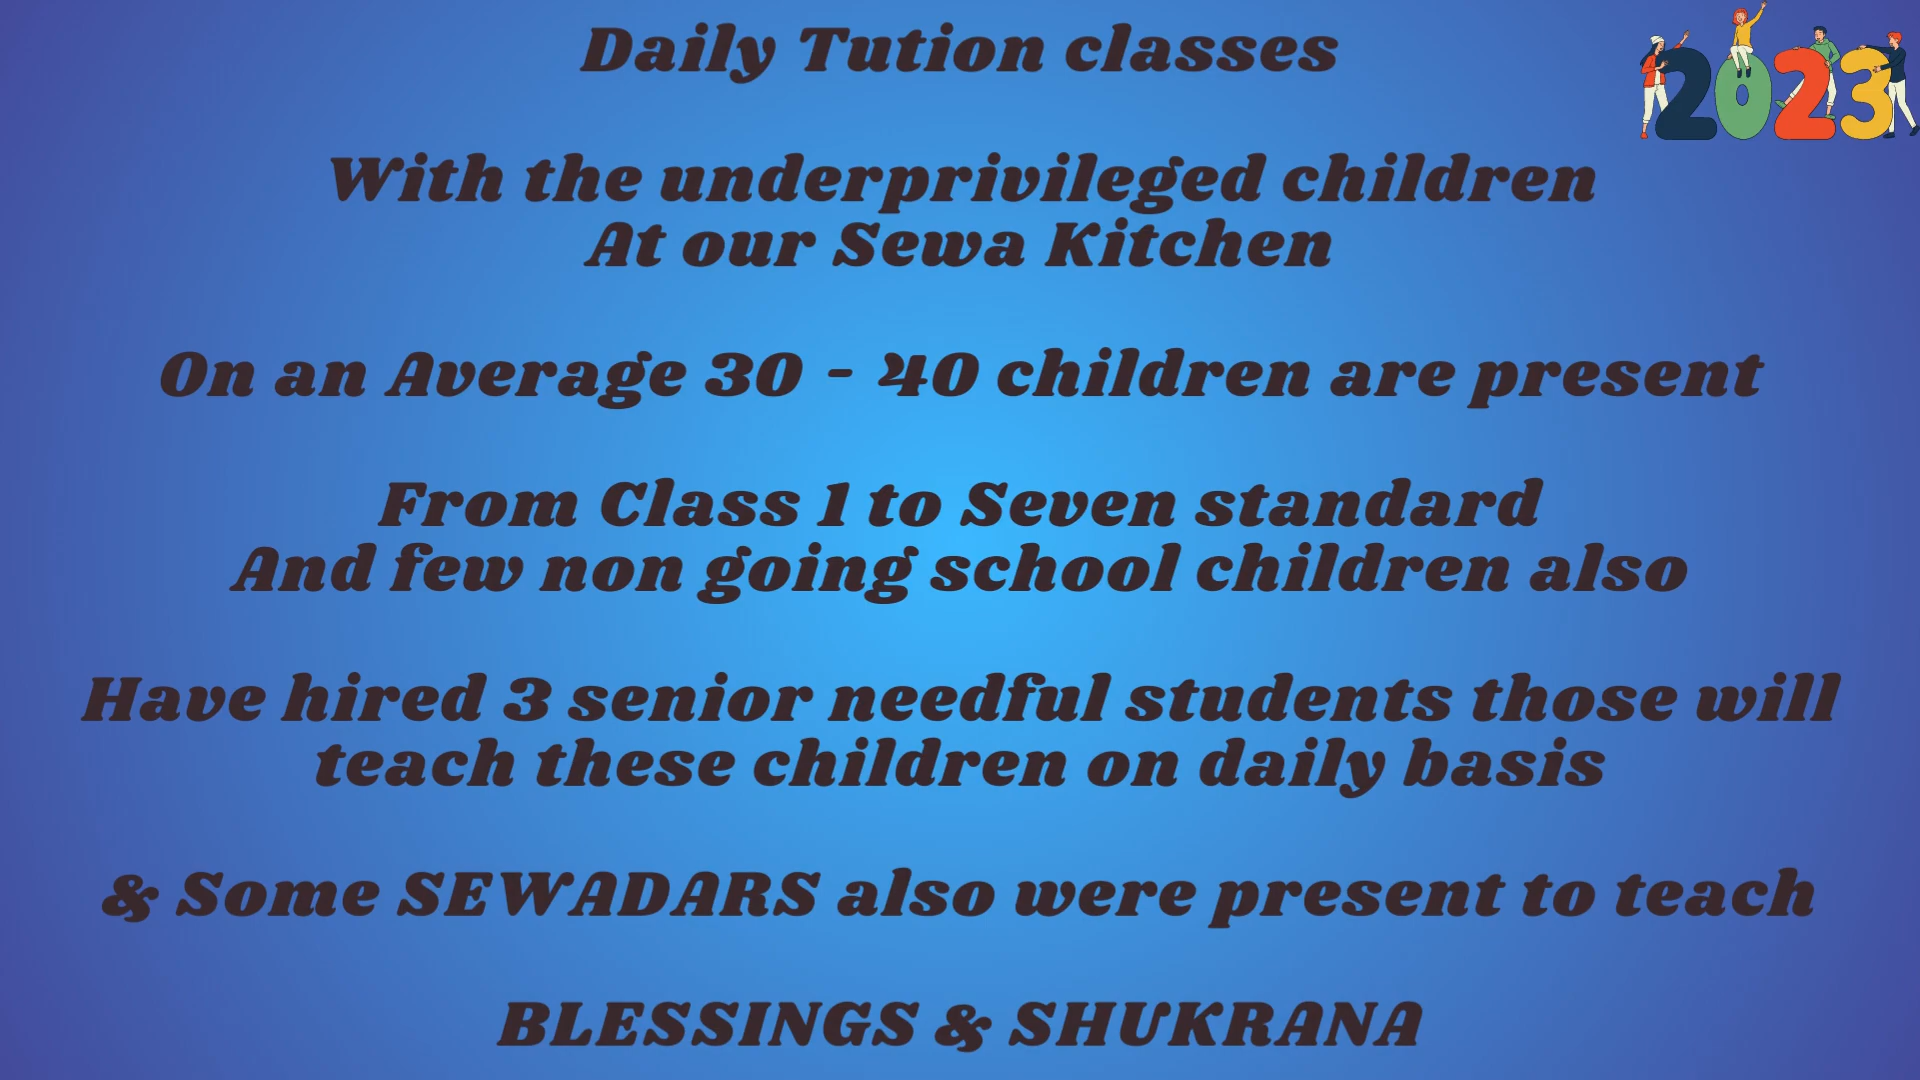 Daily Tution classes
2023
With the underprivileged children
At our Sewa Kitchen
On an Average 30 - 40 children are present
From Class 1 to Seven standard
And few non going school children also
Have hired 3 senior needful students those will
teach these children on daily basis
& Some SEWADARS also were present to teach
BLESSINGS & SHUKRANA